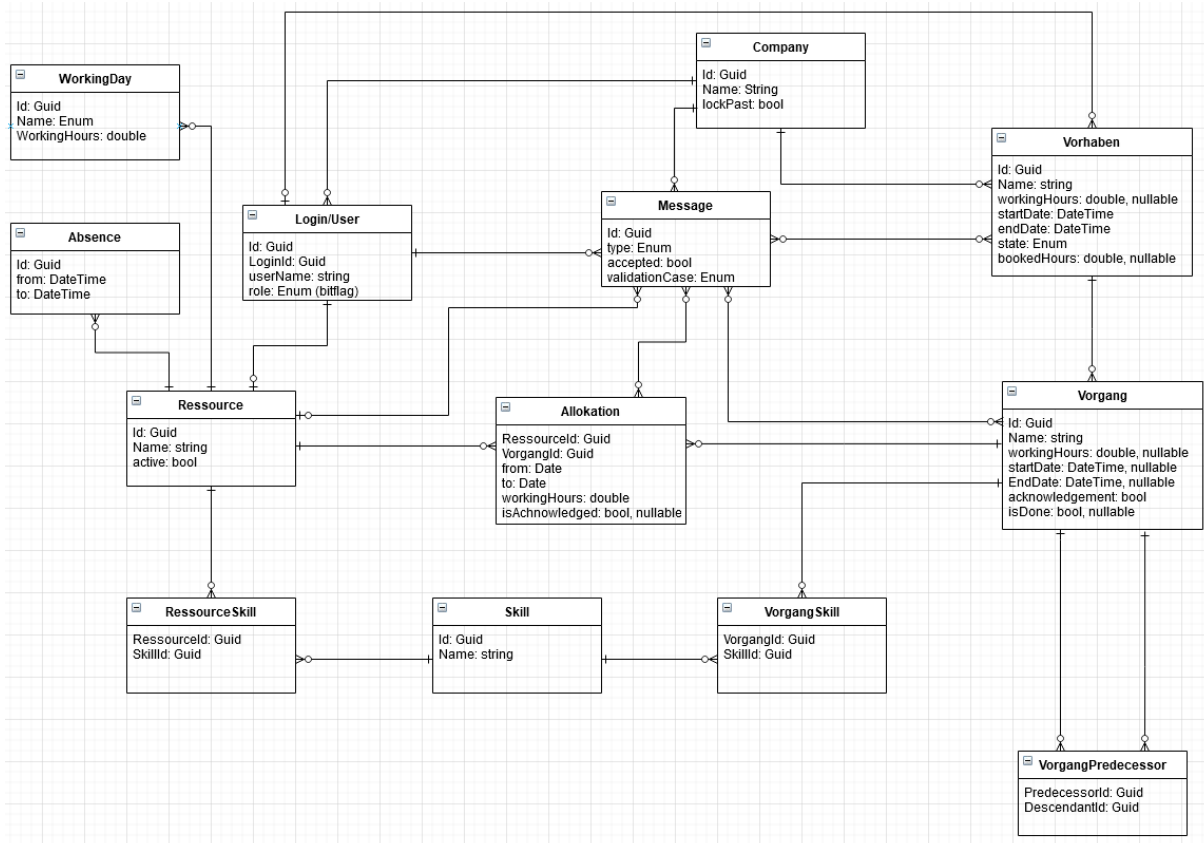 Company
Id: Guid
Name: String
lockPast: bool
WorkingDay
Id: Guid
Name: Enum
WorkingHours: double
Vorhaben
Id: Guid
Name: string
workingHours: double, nullable
startDate: DateTime
endDate: DateTime
state: Enum
bookedHours: double, nullable
Login/User
Id: Guid
LoginId: Guid
userName: string
role: Enum (bitflag)
Message
Id: Guid
type: Enum
accepted: bool
validationCase: Enum
Absence
Id: Guid
from: DateTime
to: DateTime
Ressource
Id: Guid
Name: string
active: bool
Allokation
RessourceId: Guid
VorgangId: Guid
from: Date
to: Date
workingHours: double
isAchnowledged: bool, nullable
Vorgang
Id: Guid
Name: string
workingHours: double, nullable
startDate: DateTime, nullable
EndDate: DateTime, nullable
acknowledgement: bool
isDone: bool, nullable
RessourceSkill
RessourceId: Guid
SkillId: Guid
Skill
Id: Guid
Name: string
VorgangSkill
VorgangId: Guid
SkillId: Guid
VorgangPredecessor
PredecessorId: Guid
DescendantId: Guid